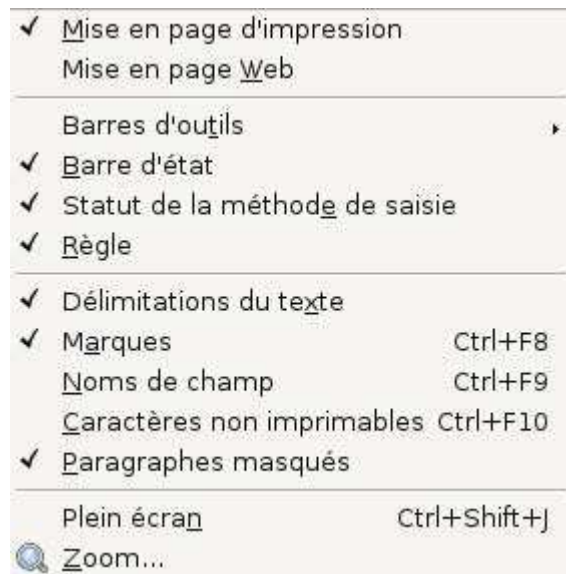 Mise en page d'impression
Mise en page Web
Barres d'outils
Barre d'état
Statut de la méthode de saisie
Règle
Délimitations du texte
Marques Ctrl+F8
Noms de champ Ctrl+F9
Caractères non imprimables Ctrl+F10
Paragraphes masqués
Plein écran Ctrl+Shift+J
Zoom...